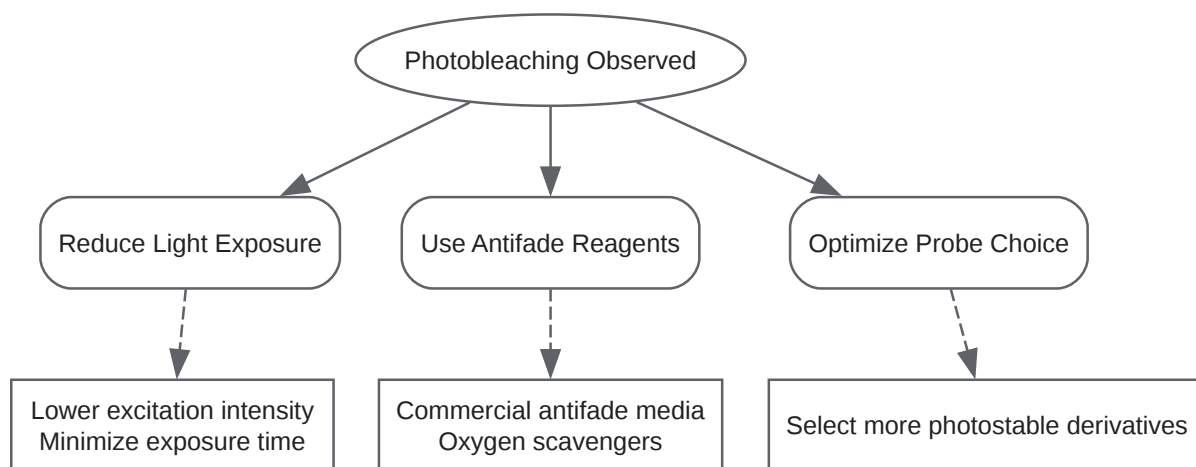 Photobleaching Observed
Reduce Light Exposure
Use Antifade Reagents
Optimize Probe Choice
Lower excitation intensity
Minimize exposure time
Commercial antifade media
Oxygen scavengers
Select more photostable derivatives